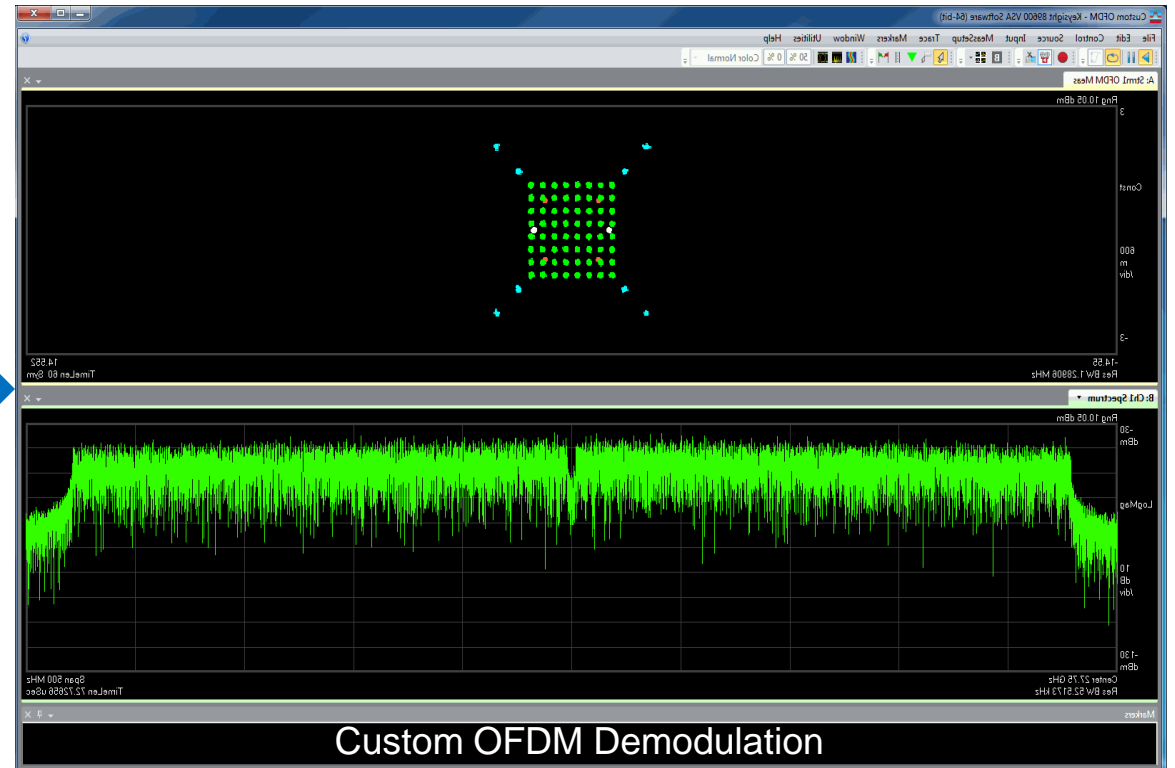 Custom OFDM - Keysight 89600 VSA Software (64-bit)
File Edit Control Source Input MeasSetup Trace Markers Window Utilities Help
50 % 0 % Color Normal
A: Strm1 OFDM Meas
Rng 10.05 dBm
3
Const
600
m
/div
-3
-14.55 14.552
Res BW 1.28906 MHz TimeLen 60 Sym
B: Ch1 Spectrum
Rng 10.05 dBm
-30
dBm
LogMag
10
dB
/div
-130
dBm
Center 27.75 GHz Span 500 MHz
Res BW 52.5173 kHz TimeLen 72.72656 uSec
Markers
Custom OFDM Demodulation